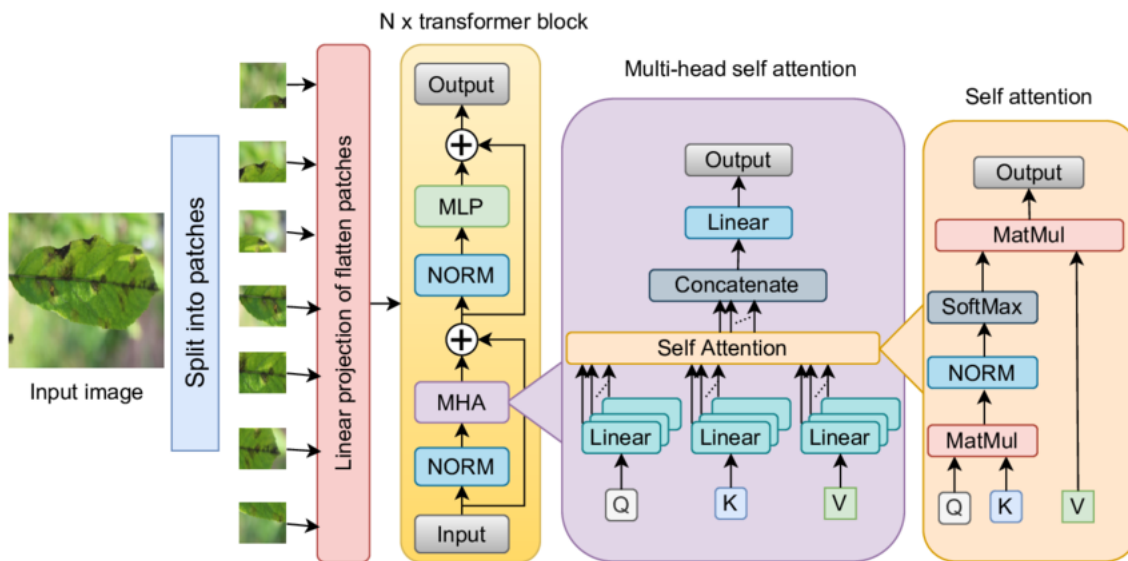 N x transformer block
Multi-head self attention
Self attention
Input image
Split into patches
Linear projection of flatten patches
Output
MLP
NORM
MHA
NORM
Input
Output
Linear
Concatenate
Self Attention
Linear
Linear
Linear
Q
K
V
Output
MatMul
SoftMax
NORM
MatMul
Q
K
V